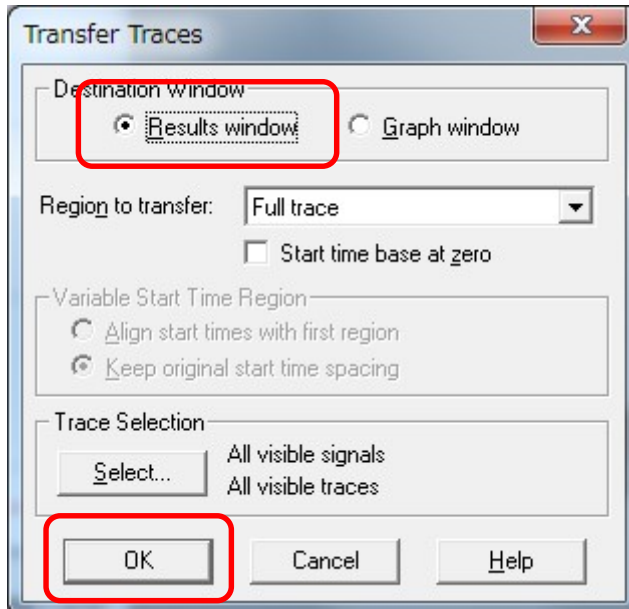 Transfer Traces
Destination Window
Results window
Graph window
Region to transfer:
Full trace
Start time base at zero
Variable Start Time Region
Align start times with first region
Keep original start time spacing
Trace Selection
Select...
All visible signals
All visible traces
OK
Cancel
Help